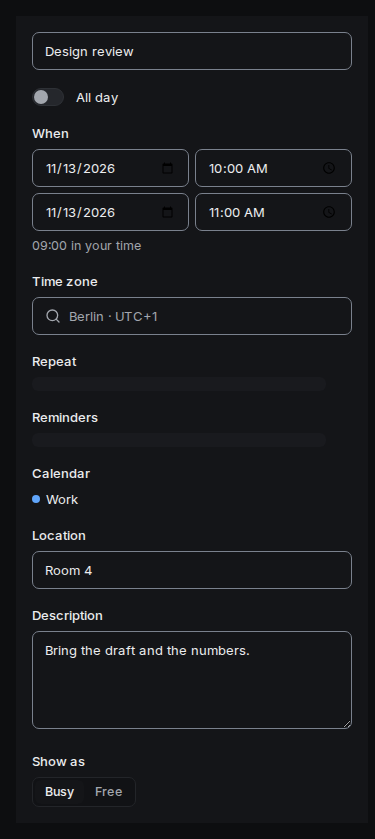 Design review
All day
When
11/13/2026 10:00 AM
11/13/2026 11:00 AM
09:00 in your time
Time zone
Berlin · UTC+1
Repeat
Reminders
Calendar
Work
Location
Room 4
Description
Bring the draft and the numbers.
Show as
Busy Free